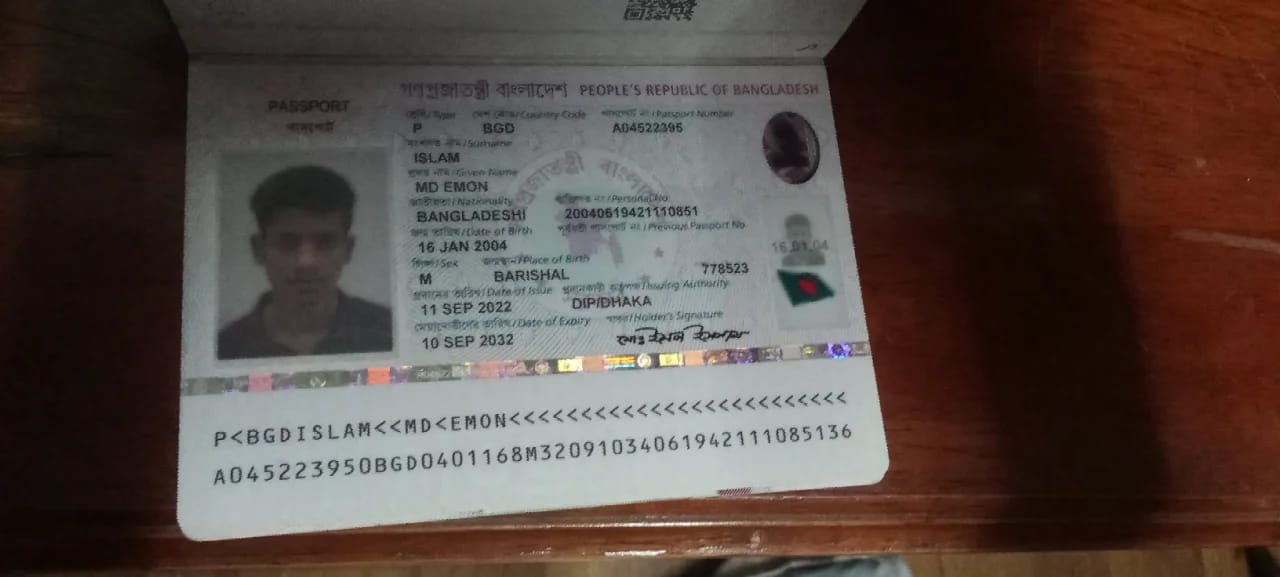 গণপ্রজাতন্ত্রী বাংলাদেশ PEOPLE'S REPUBLIC OF BANGLADESH
PASSPORT
পাসপোর্ট
শ্রেণি/Type দেশ কোড/Country Code পাসপোর্ট নং/Passport Number
P BGD A04522395
বংশগত নাম/Surname
ISLAM
প্রদত্ত নাম/Given Name
MD EMON
জাতীয়তা/Nationality ব্যক্তিগত নং/Personal No.
BANGLADESHI 20040619421110851
জন্ম তারিখ/Date of Birth পূর্ববর্তী পাসপোর্ট নং/Previous Passport No.
16 JAN 2004
16.01.04
লিঙ্গ/Sex জন্মস্থান/Place of Birth
M BARISHAL 778523
প্রদানের তারিখ/Date of Issue প্রদানকারী কর্তৃপক্ষ/Issuing Authority
11 SEP 2022 DIP/DHAKA
মেয়াদোত্তীর্ণের তারিখ/Date of Expiry স্বাক্ষর/Holder's Signature
10 SEP 2032 মোঃ ইমন ইসলাম
P<BGDISLAM<<MD<EMON<<<<<<<<<<<<<<<<<<<<<<<<<
A045223950BGD0401168M32091034061942111085136